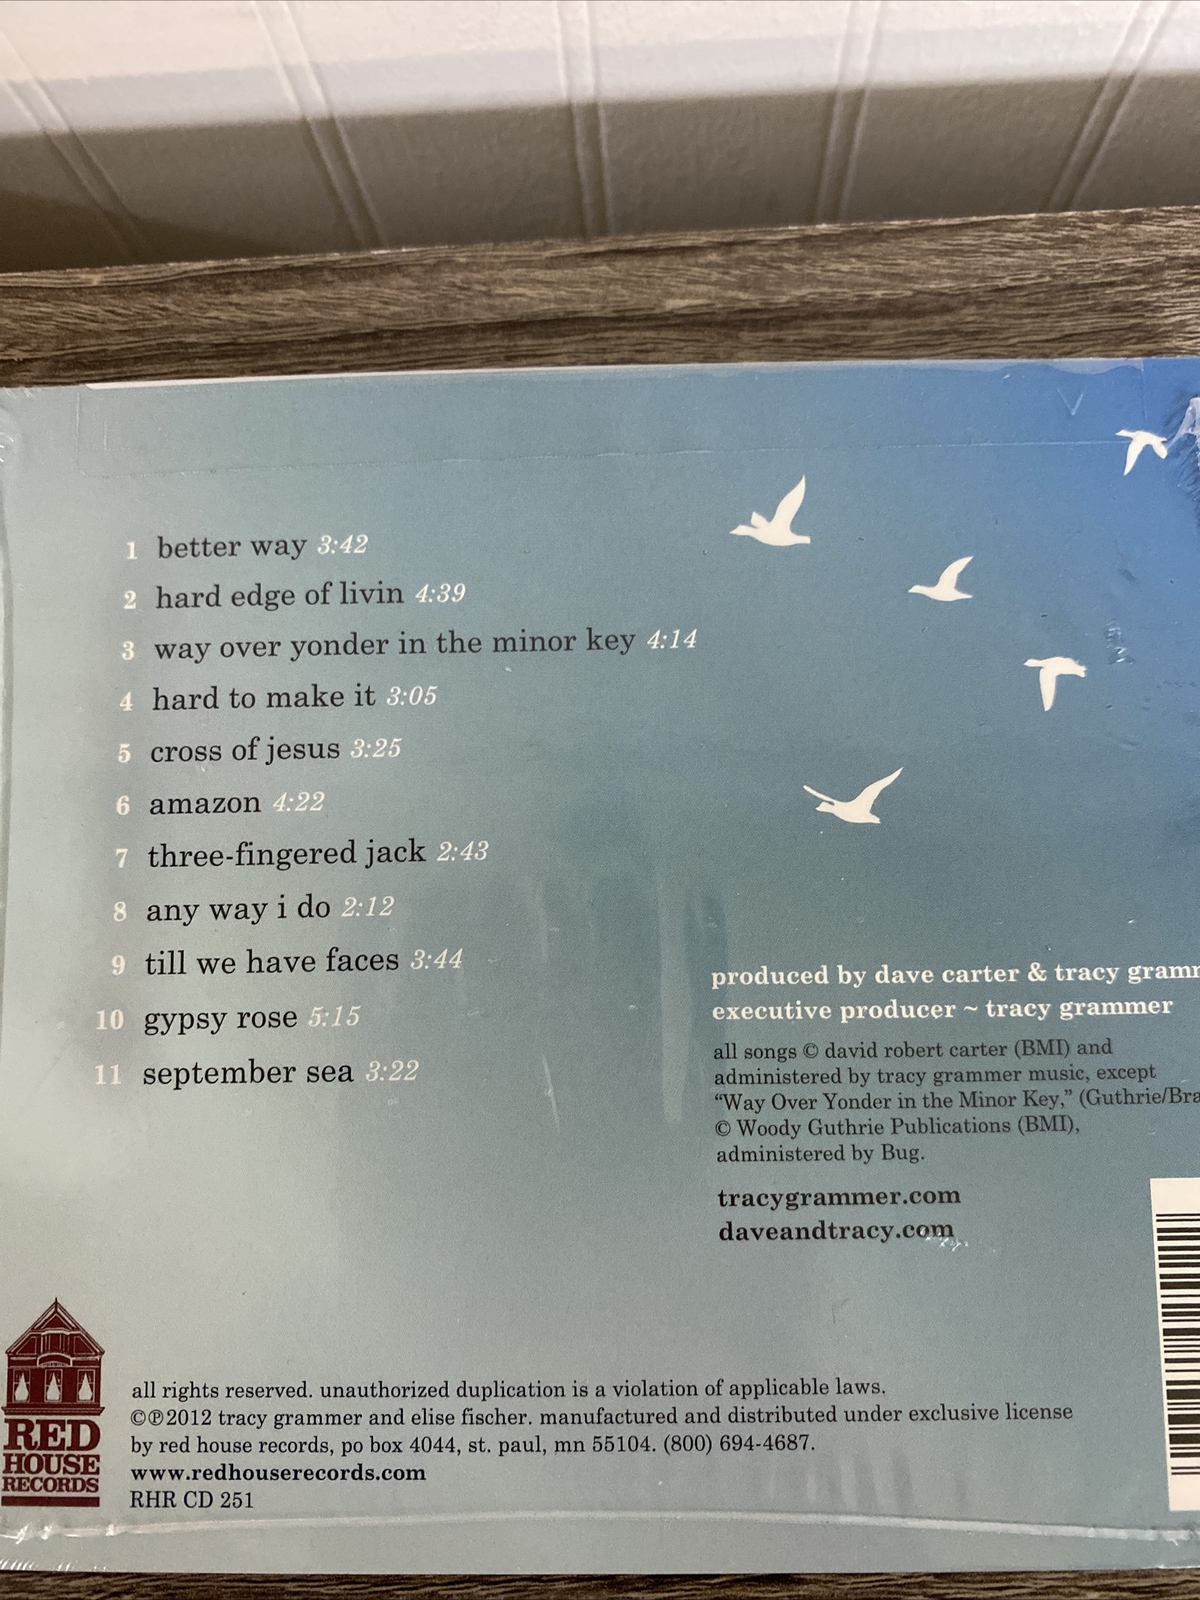 1 better way 3:42
2 hard edge of livin 4:39
3 way over yonder in the minor key 4:14
4 hard to make it 3:05
5 cross of jesus 3:25
6 amazon 4:22
7 three-fingered jack 2:43
8 any way i do 2:12
9 till we have faces 3:44
10 gypsy rose 5:15
11 september sea 3:22
produced by dave carter & tracy gramm
executive producer ~ tracy grammer
all songs © david robert carter (BMI) and
administered by tracy grammer music, except
“Way Over Yonder in the Minor Key,” (Guthrie/Bra
© Woody Guthrie Publications (BMI),
administered by Bug.
tracygrammer.com
daveandtracy.com
RED
HOUSE
RECORDS
all rights reserved. unauthorized duplication is a violation of applicable laws.
©℗2012 tracy grammer and elise fischer. manufactured and distributed under exclusive license
by red house records, po box 4044, st. paul, mn 55104. (800) 694-4687.
www.redhouserecords.com
RHR CD 251